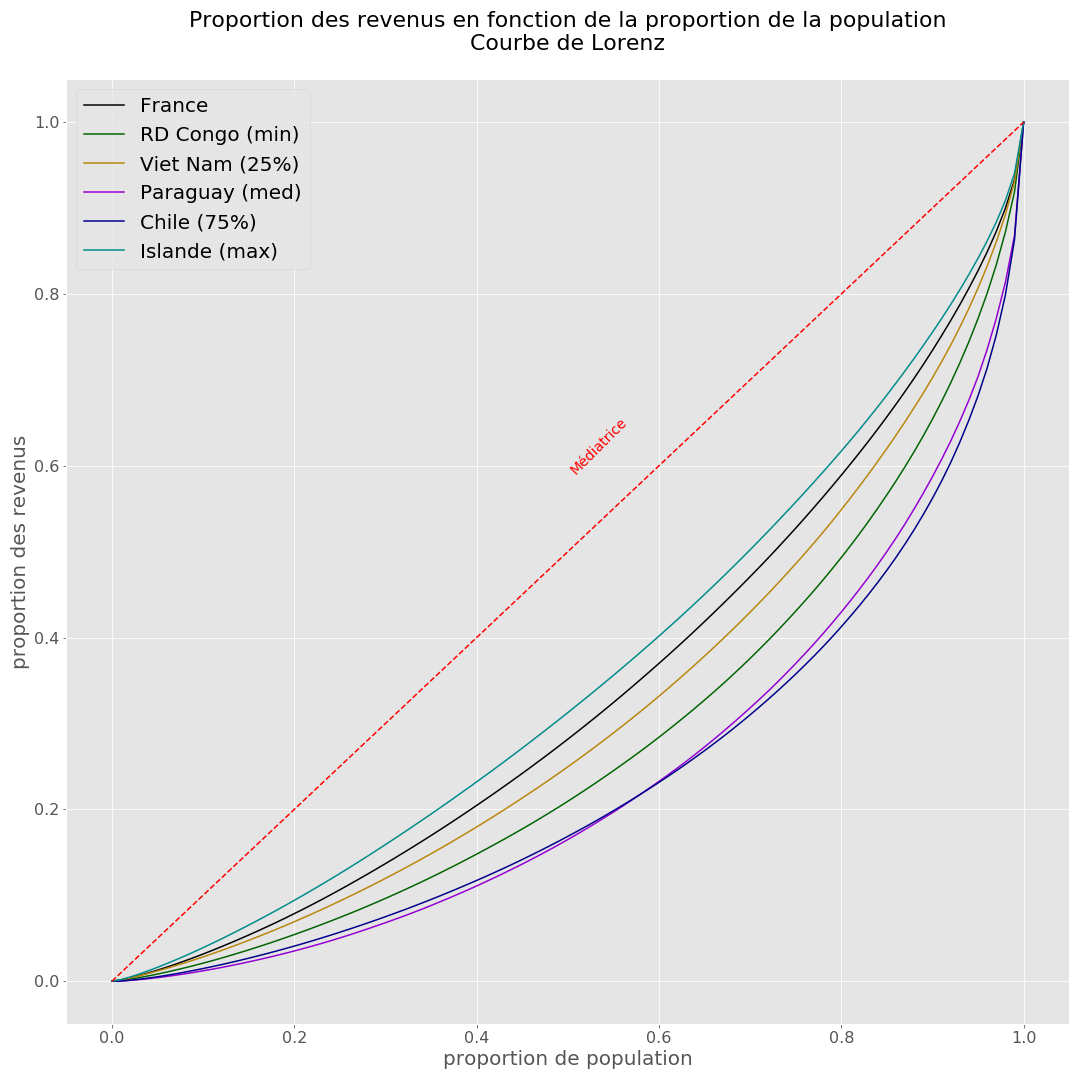 Proportion des revenus en fonction de la proportion de la population
Courbe de Lorenz
France
RD Congo (min)
Viet Nam (25%)
Paraguay (med)
Chile (75%)
Islande (max)
1.0
0.8
0.6
0.4
0.2
0.0
proportion des revenus
Médiatrice
0.0
0.2
0.4
0.6
0.8
1.0
proportion de population